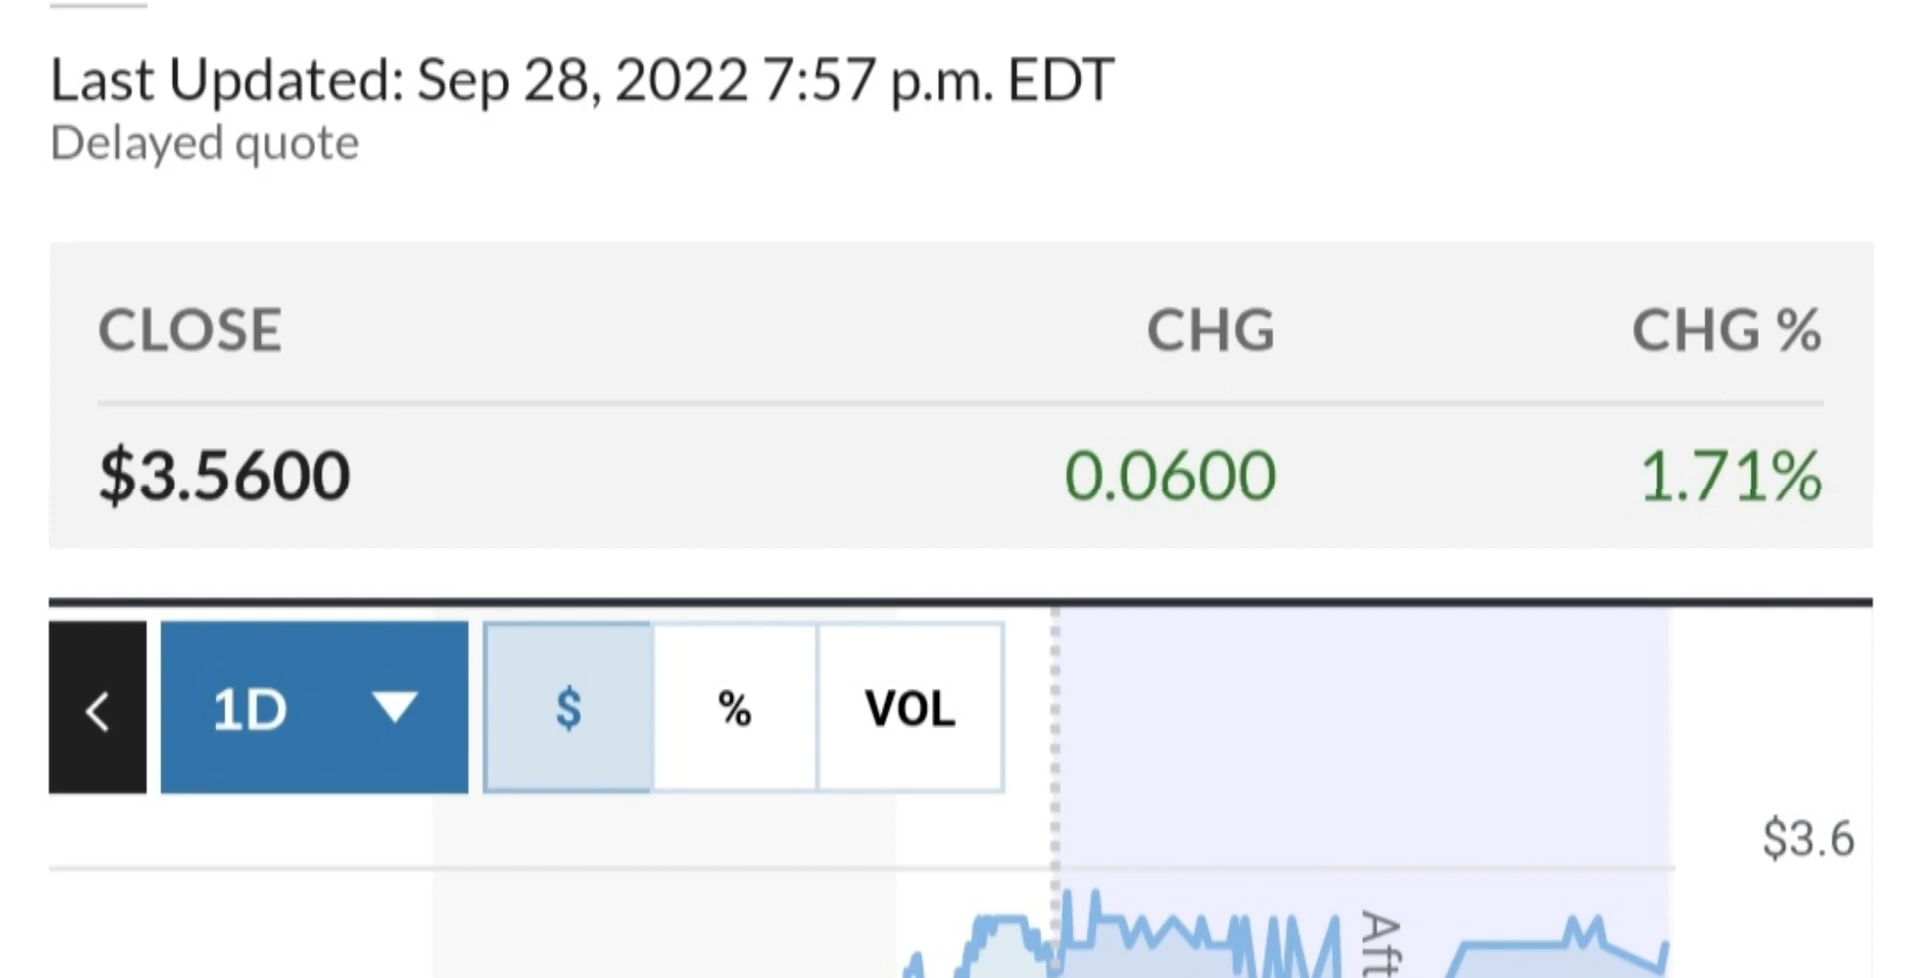 Last Updated: Sep 28, 2022 7:57 p.m. EDT
Delayed quote
CLOSE CHG CHG %
$3.5600 0.0600 1.71%
1D $ % VOL
$3.6
Aft